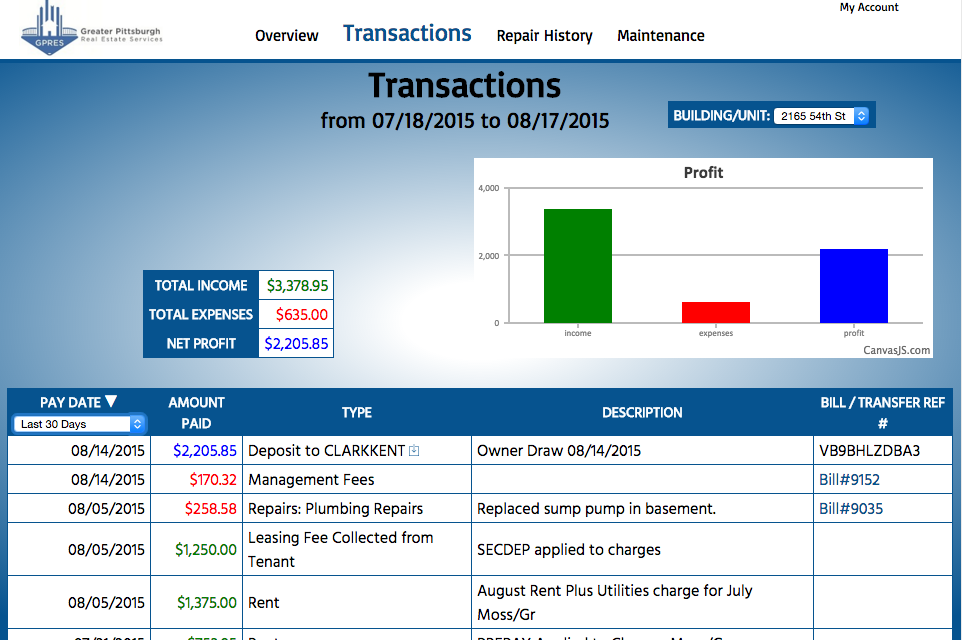 My Account
GPRES
Greater Pittsburgh
Real Estate Services
Overview Transactions Repair History Maintenance
Transactions
from 07/18/2015 to 08/17/2015
BUILDING/UNIT: 2165 54th St
Profit
4,000
2,000
0
income expenses profit
CanvasJS.com
TOTAL INCOME $3,378.95
TOTAL EXPENSES $635.00
NET PROFIT $2,205.85
PAY DATE ▼ AMOUNT PAID TYPE DESCRIPTION BILL / TRANSFER REF #
Last 30 Days
08/14/2015 $2,205.85 Deposit to CLARKKENT Owner Draw 08/14/2015 VB9BHLZDBA3
08/14/2015 $170.32 Management Fees Bill#9152
08/05/2015 $258.58 Repairs: Plumbing Repairs Replaced sump pump in basement. Bill#9035
08/05/2015 $1,250.00 Leasing Fee Collected from Tenant SECDEP applied to charges
08/05/2015 $1,375.00 Rent August Rent Plus Utilities charge for July Moss/Gr